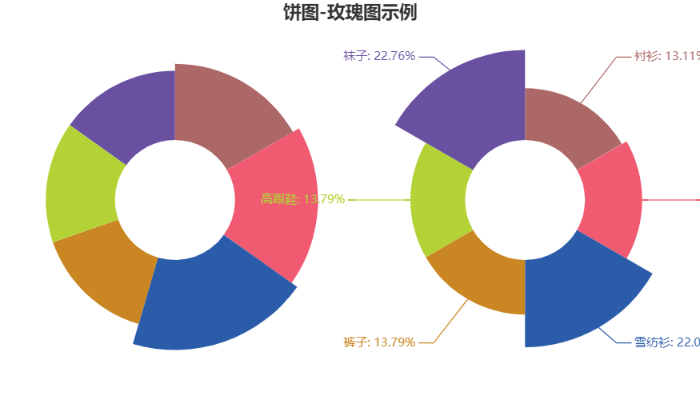 饼图-玫瑰图示例
袜子: 22.76%
衬衫: 13.11%
高跟鞋: 13.79%
裤子: 13.79%
雪纺衫: 22.0